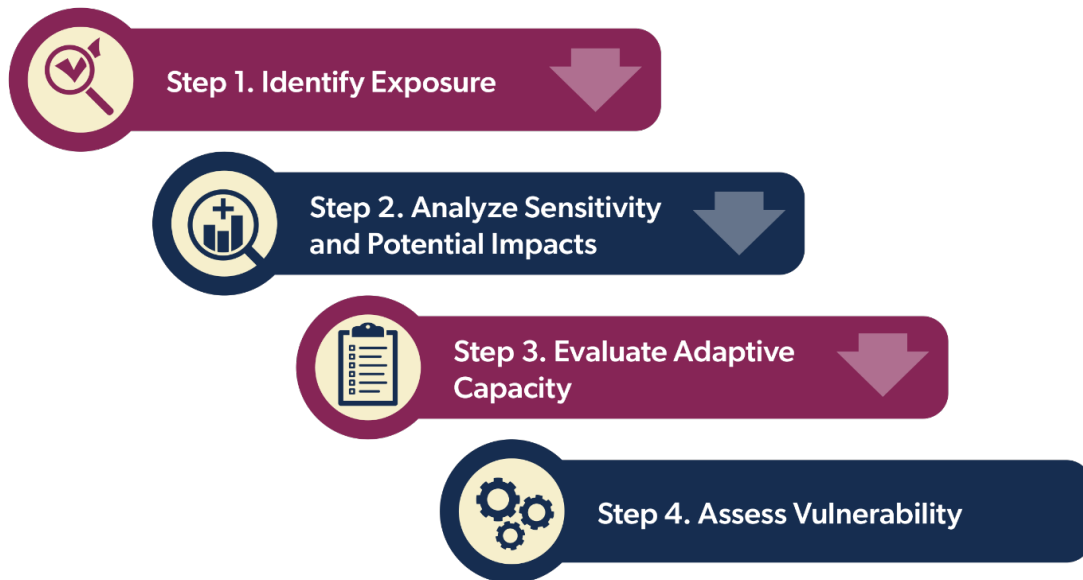 Step 1. Identify Exposure
Step 2. Analyze Sensitivity
and Potential Impacts
Step 3. Evaluate Adaptive
Capacity
Step 4. Assess Vulnerability